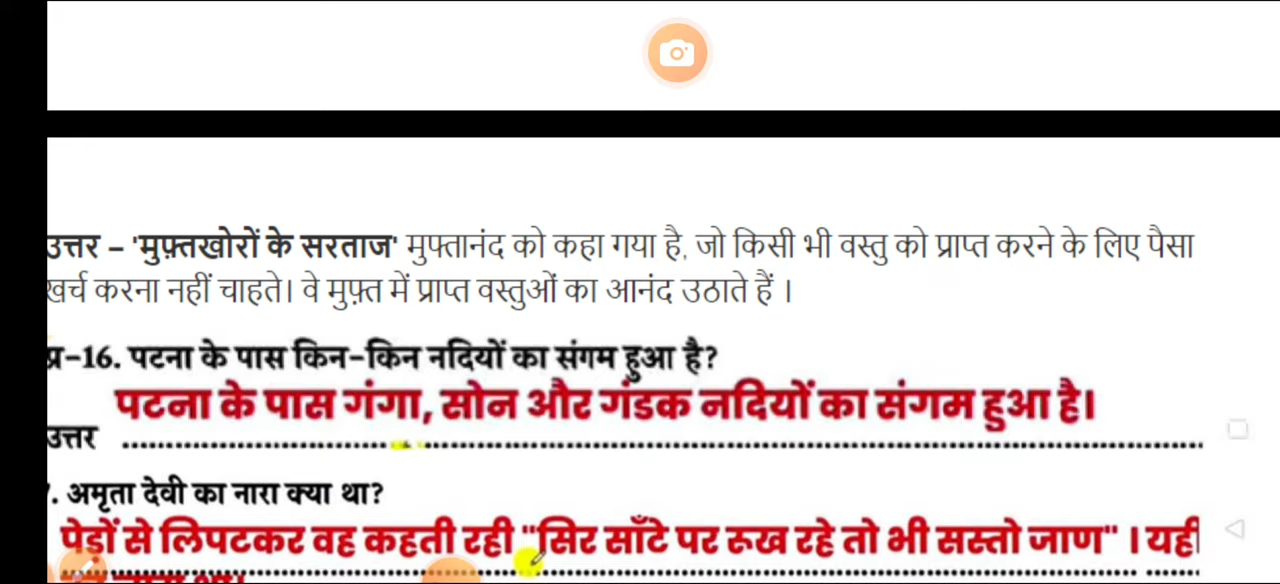 उत्तर – 'मुफ़्तखोरों के सरताज' मुफ्तानंद को कहा गया है, जो किसी भी वस्तु को प्राप्त करने के लिए पैसा
खर्च करना नहीं चाहते। वे मुफ़्त में प्राप्त वस्तुओं का आनंद उठाते हैं ।
प्र-16. पटना के पास किन-किन नदियों का संगम हुआ है?
पटना के पास गंगा, सोन और गंडक नदियों का संगम हुआ है।
उत्तर ........................................
. अमृता देवी का नारा क्या था?
पेड़ों से लिपटकर वह कहती रही "सिर साँटे पर रूख रहे तो भी सस्तो जाण" । यही